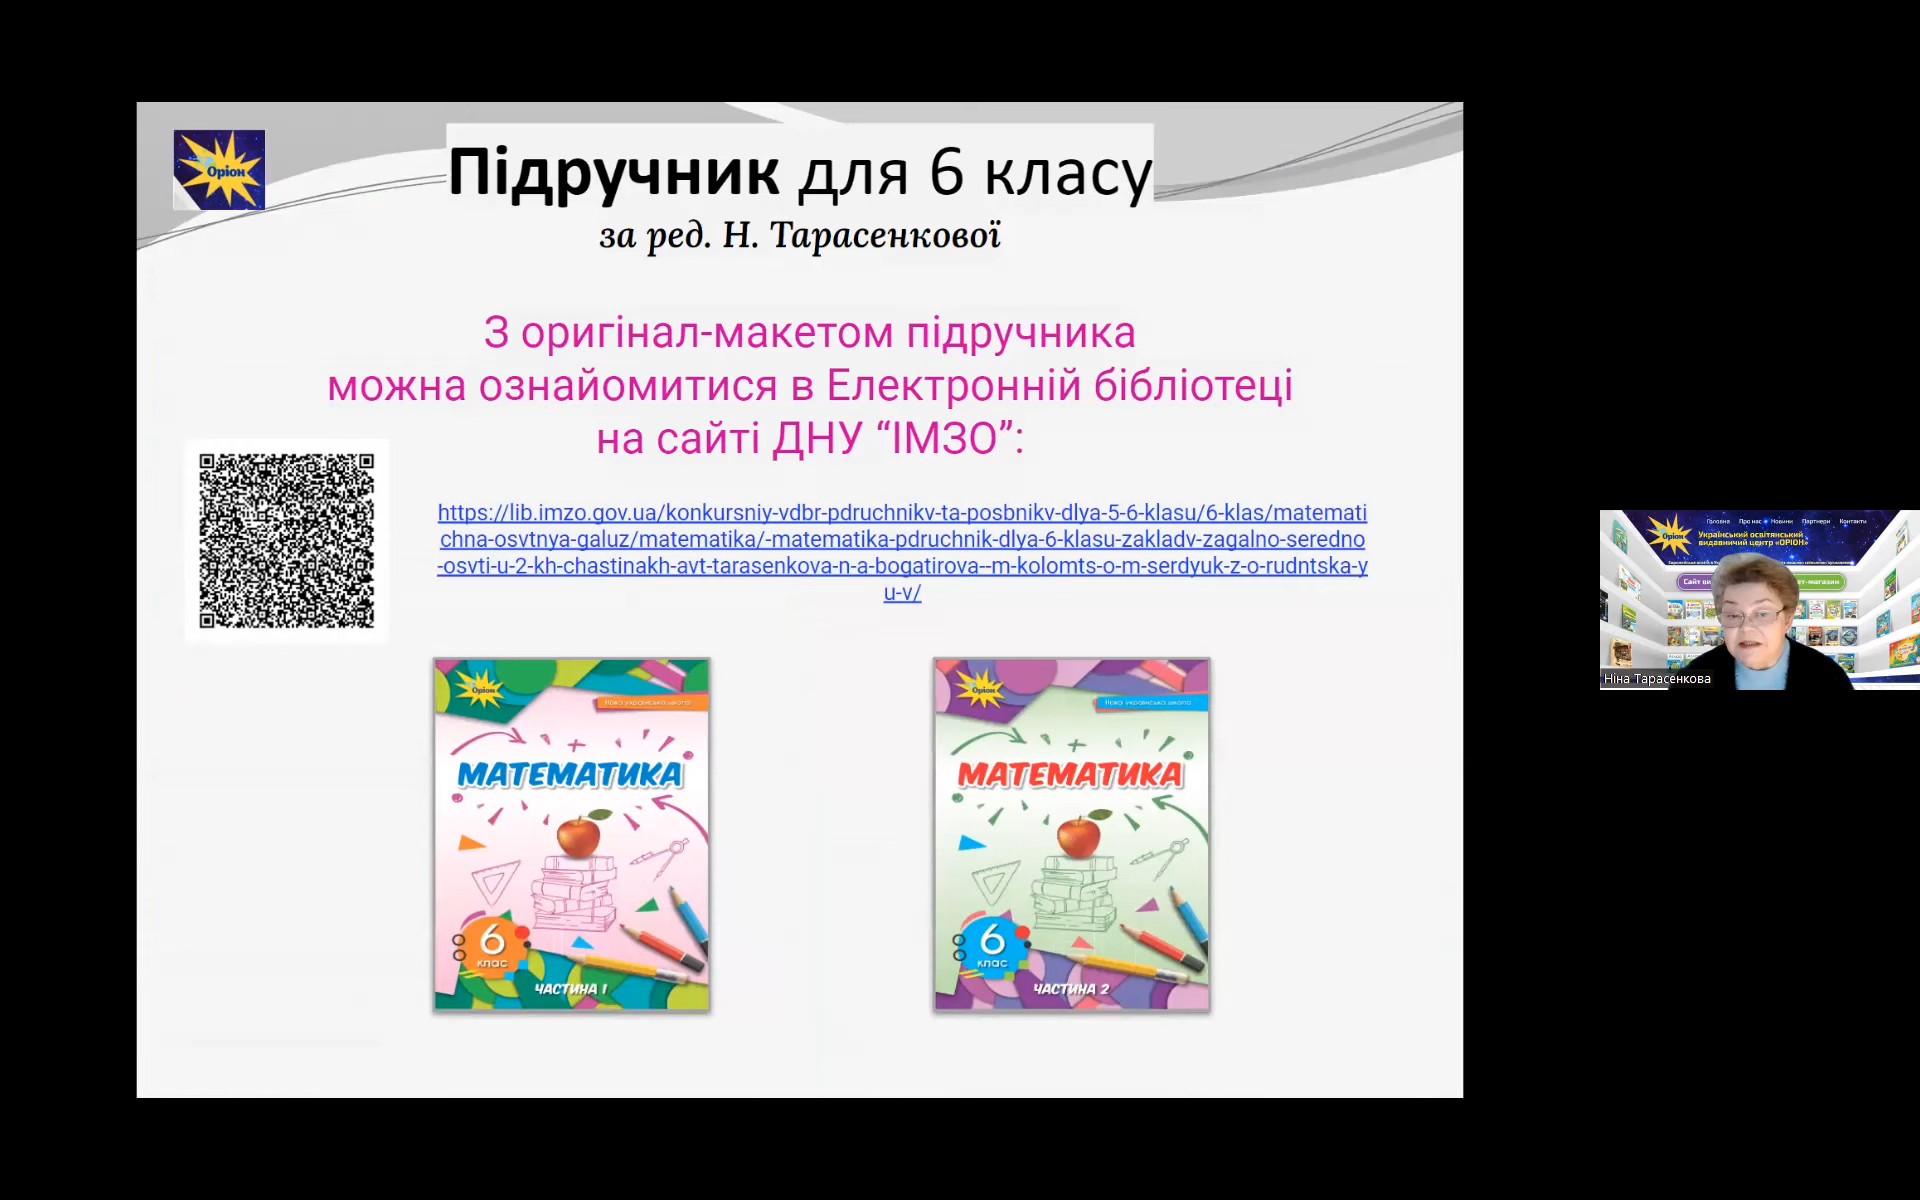 Оріон
Підручник для 6 класу
за ред. Н. Тарасенкової
З оригінал-макетом підручника
можна ознайомитися в Електронній бібліотеці
на сайті ДНУ “ІМЗО”:
https://lib.imzo.gov.ua/konkursniy-vdbr-pdruchnikv-ta-posbnikv-dlya-5-6-klasu/6-klas/matemati
chna-osvtnya-galuz/matematika/-matematika-pdruchnik-dlya-6-klasu-zakladv-zagalno-seredno
-osvti-u-2-kh-chastinakh-avt-tarasenkova-n-a-bogatirova--m-kolomts-o-m-serdyuk-z-o-rudntska-y
u-v/
Оріон
Нова українська школа
МАТЕМАТИКА
6
клас
ЧАСТИНА 1
Оріон
Нова українська школа
МАТЕМАТИКА
6
клас
ЧАСТИНА 2
Головна Про нас Новини Партнери Контакти
Оріон
Український освітянський
видавничий центр «ОРІОН»
Ніна Тарасенкова